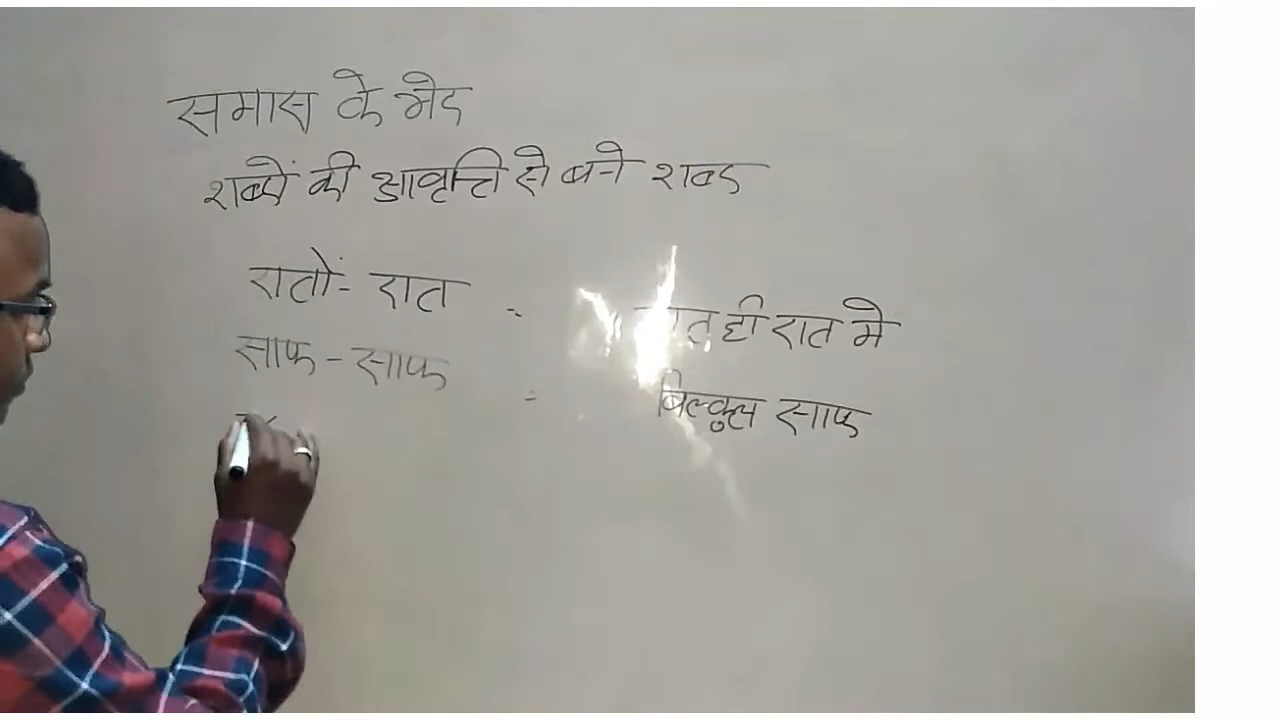 समास के भेद
शब्दों की आवृत्ति से बने शब्द
रातों - रात - रात ही रात मे
साफ - साफ - बिल्कुल साफ